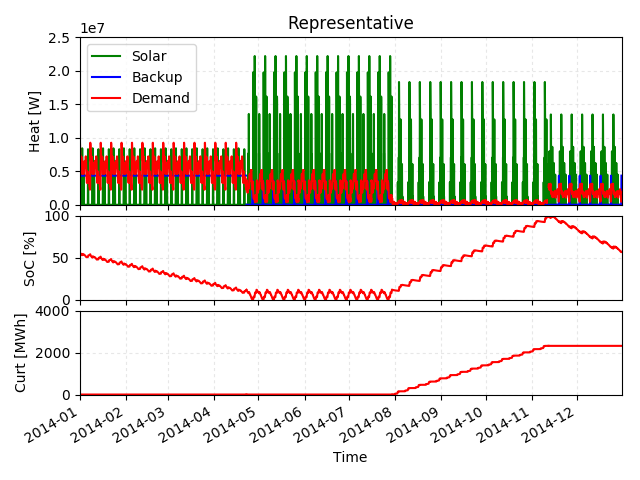 Representative
1e7
2.5
2.0
1.5
1.0
0.5
0.0
Heat [W]
Solar
Backup
Demand
100
50
0
SoC [%]
4000
2000
0
Curt [MWh]
2014-01
2014-02
2014-03
2014-04
2014-05
2014-06
2014-07
2014-08
2014-09
2014-10
2014-11
2014-12
Time